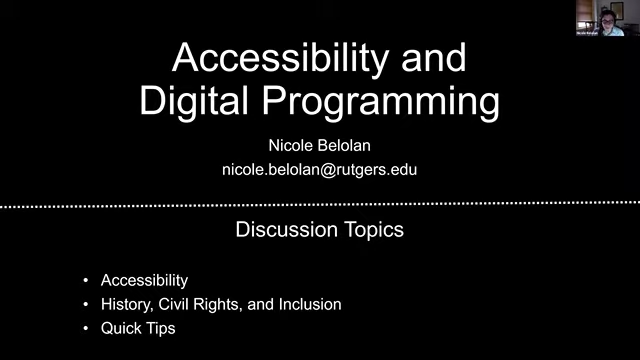 Accessibility and
Digital Programming
Nicole Belolan
nicole.belolan@rutgers.edu
Discussion Topics
• Accessibility
• History, Civil Rights, and Inclusion
• Quick Tips